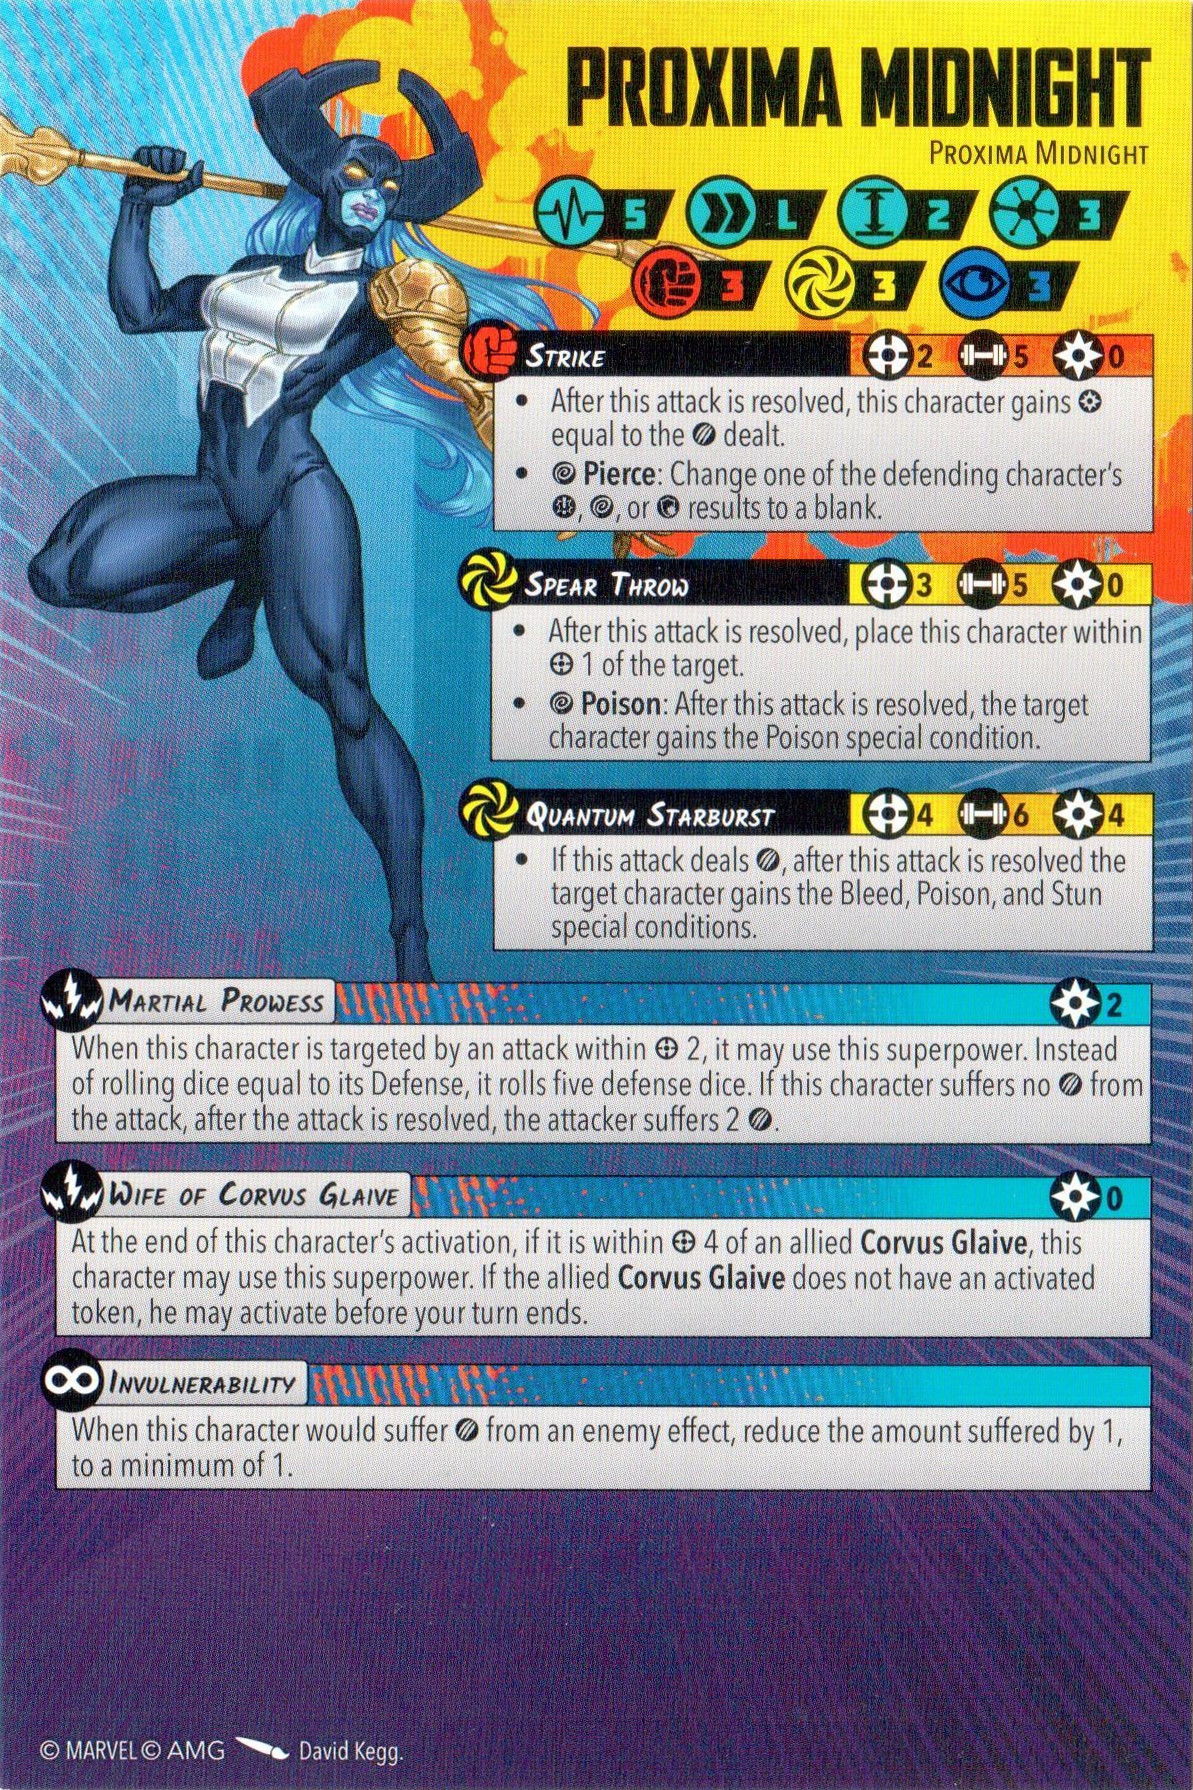 PROXIMA MIDNIGHT
PROXIMA MIDNIGHT
5 L 2 3
3 3 3
STRIKE 2 5 0
• After this attack is resolved, this character gains
equal to the dealt.
• Pierce: Change one of the defending character's
, , or results to a blank.
SPEAR THROW 3 5 0
• After this attack is resolved, place this character within
1 of the target.
• Poison: After this attack is resolved, the target
character gains the Poison special condition.
QUANTUM STARBURST 4 6 4
• If this attack deals , after this attack is resolved the
target character gains the Bleed, Poison, and Stun
special conditions.
MARTIAL PROWESS 2
When this character is targeted by an attack within 2, it may use this superpower. Instead
of rolling dice equal to its Defense, it rolls five defense dice. If this character suffers no from
the attack, after the attack is resolved, the attacker suffers 2 .
WIFE OF CORVUS GLAIVE 0
At the end of this character's activation, if it is within 4 of an allied Corvus Glaive, this
character may use this superpower. If the allied Corvus Glaive does not have an activated
token, he may activate before your turn ends.
INVULNERABILITY
When this character would suffer from an enemy effect, reduce the amount suffered by 1,
to a minimum of 1.
© MARVEL © AMG David Kegg.